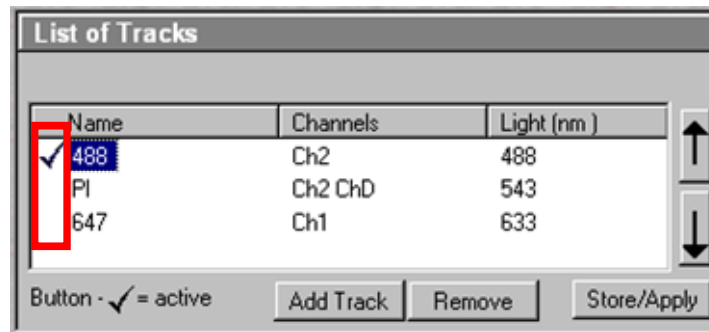 List of Tracks
Name Channels Light (nm )
488 Ch2 488
PI Ch2 ChD 543
647 Ch1 633
Button - ✓ = active Add Track Remove Store/Apply